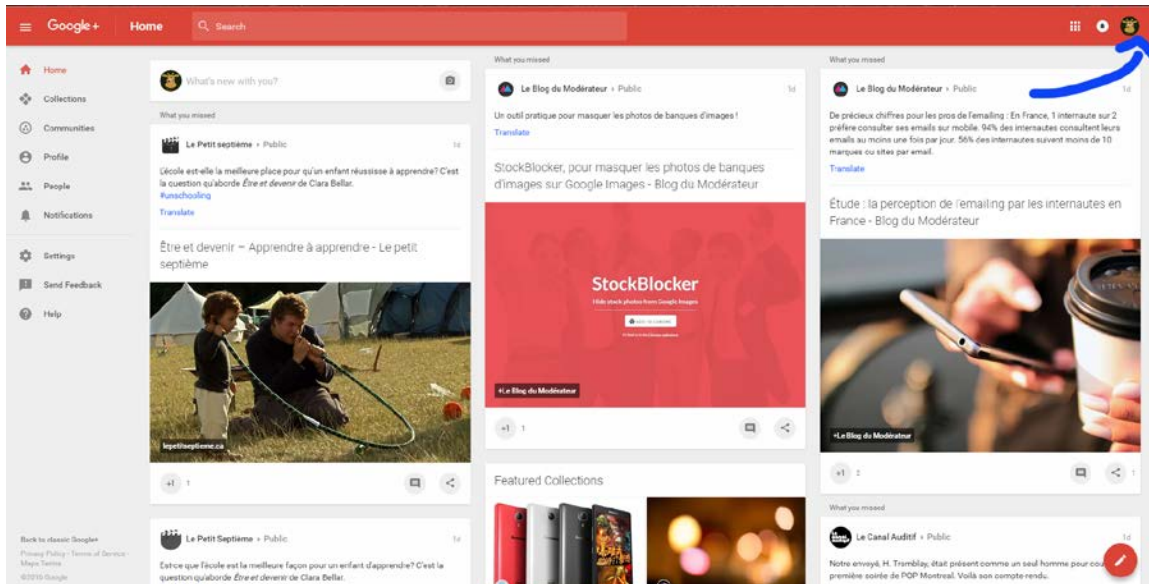 Google+
Home
Search
Home
Collections
Communities
Profile
People
Notifications
Settings
Send Feedback
Help
Back to classic Google+
Privacy Policy - Terms of Service -
Maps Terms
©2015 Google
What's new with you?
What you missed
Le Petit septième › Public
1d
L'école est-elle la meilleure place pour qu'un enfant réussisse à apprendre? C'est
la question qu'aborde Être et devenir de Clara Bellar.
#unschooling
Translate
Être et devenir – Apprendre à apprendre - Le petit
septième
lepetitseptieme.ca
+1 1
Le Petit Septième › Public
1d
Est-ce que l'école est la meilleure façon pour un enfant d'apprendre? C'est la
question qu'aborde Être et devenir de Clara Bellar.
What you missed
Le Blog du Modérateur › Public
1d
Un outil pratique pour masquer les photos de banques d'images !
Translate
StockBlocker, pour masquer les photos de banques
d'images sur Google Images - Blog du Modérateur
StockBlocker
Hide stock photos from Google Images
+Le Blog du Modérateur
+1 1
Featured Collections
What you missed
Le Blog du Modérateur › Public
1d
De précieux chiffres pour les pros de l'emailing : En France, 1 internaute sur 2
préfère consulter ses emails sur mobile. 94% des internautes consultent leurs
emails au moins une fois par jour. 56% des internautes suivent moins de 10
marques ou sites par email.
Translate
Étude : la perception de l'emailing par les internautes en
France - Blog du Modérateur
+Le Blog du Modérateur
+1 2
1
What you missed
Le Canal Auditif › Public
1d
Notre envoyé, H. Tremblay, était présent comme un seul homme pour
première soirée de POP Montreal. Voilà son compte rendu.